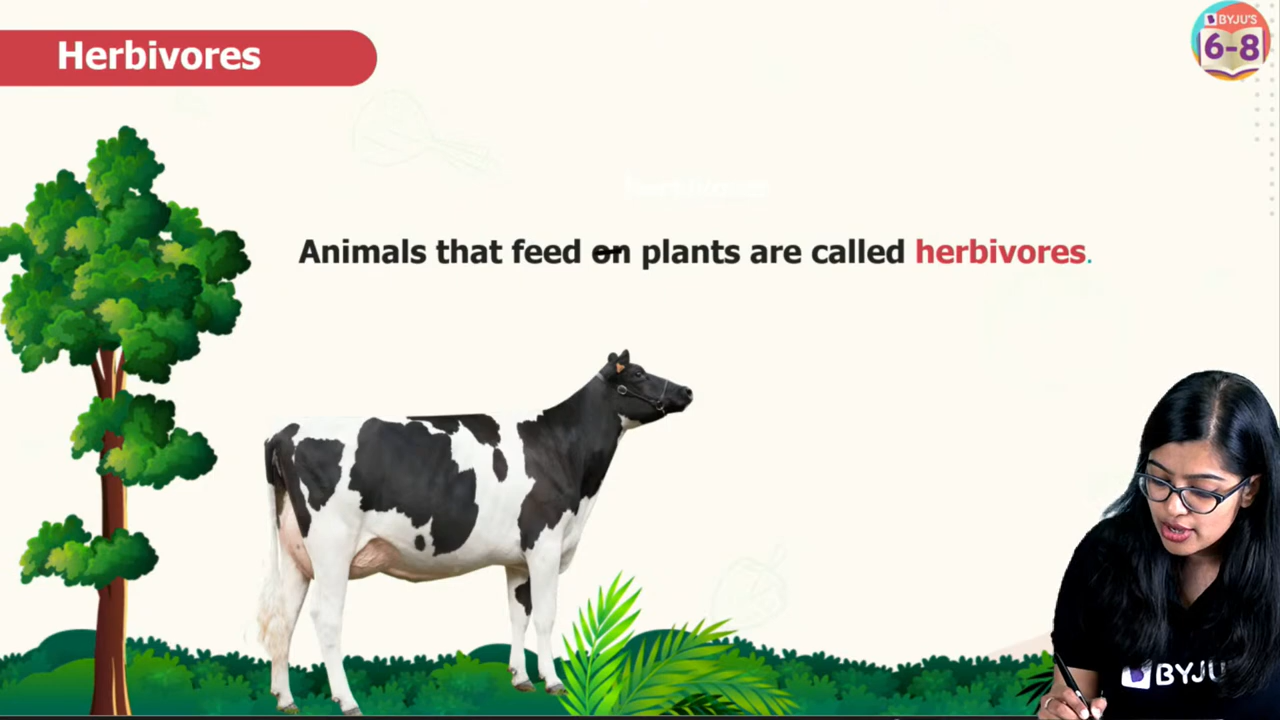 Herbivores
BYJU'S
6-8
Animals that feed on plants are called herbivores.
BYJU